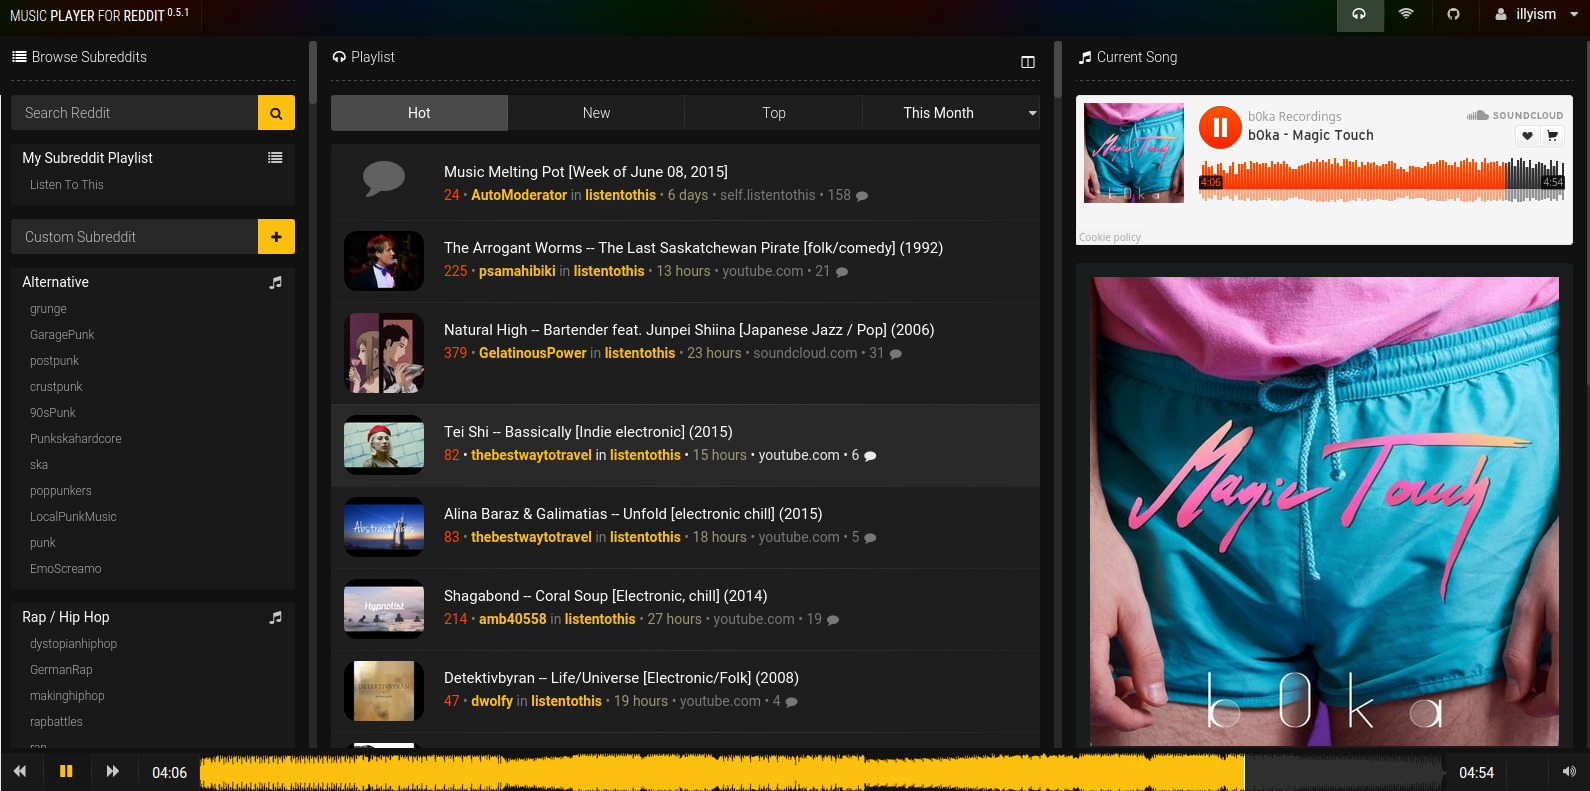 MUSIC PLAYER FOR REDDIT 0.5.1
illyism
Browse Subreddits
Search Reddit
My Subreddit Playlist
Listen To This
Custom Subreddit
Alternative
grunge
GaragePunk
postpunk
crustpunk
90sPunk
Punkskahardcore
ska
poppunkers
LocalPunkMusic
punk
EmoScreamo
Rap / Hip Hop
dystopianhiphop
GermanRap
makinghiphop
rapbattles
rap
Playlist
Hot New Top This Month
Music Melting Pot [Week of June 08, 2015]
24 • AutoModerator in listentothis • 6 days • self.listentothis • 158
The Arrogant Worms -- The Last Saskatchewan Pirate [folk/comedy] (1992)
225 • psamahibiki in listentothis • 13 hours • youtube.com • 21
Natural High -- Bartender feat. Junpei Shiina [Japanese Jazz / Pop] (2006)
379 • GelatinousPower in listentothis • 23 hours • soundcloud.com • 31
Tei Shi -- Bassically [Indie electronic] (2015)
82 • thebestwaytotravel in listentothis • 15 hours • youtube.com • 6
Abstract Vibes
Alina Baraz & Galimatias -- Unfold [electronic chill] (2015)
83 • thebestwaytotravel in listentothis • 18 hours • youtube.com • 5
Hypnotist
Shagabond -- Coral Soup [Electronic, chill] (2014)
214 • amb40558 in listentothis • 27 hours • youtube.com • 19
DETEKTIVBYRAN
Detektivbyran -- Life/Universe [Electronic/Folk] (2008)
47 • dwolfy in listentothis • 19 hours • youtube.com • 4
Current Song
Magic Touch
b0ka
b0ka Recordings
b0ka - Magic Touch
SOUNDCLOUD
4:06
4:54
Cookie policy
Magic Touch
b0ka
04:06
04:54